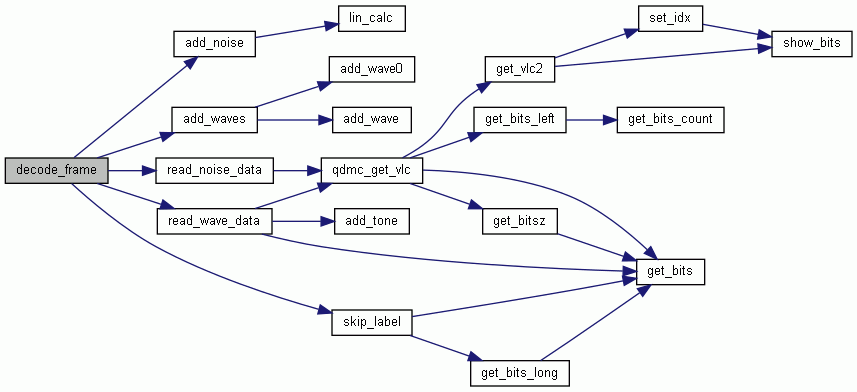 lin_calc
set_idx
add_noise
show_bits
add_wave0
get_vlc2
add_waves
add_wave
get_bits_left
get_bits_count
decode_frame
read_noise_data
qdmc_get_vlc
read_wave_data
add_tone
get_bitsz
get_bits
skip_label
get_bits_long